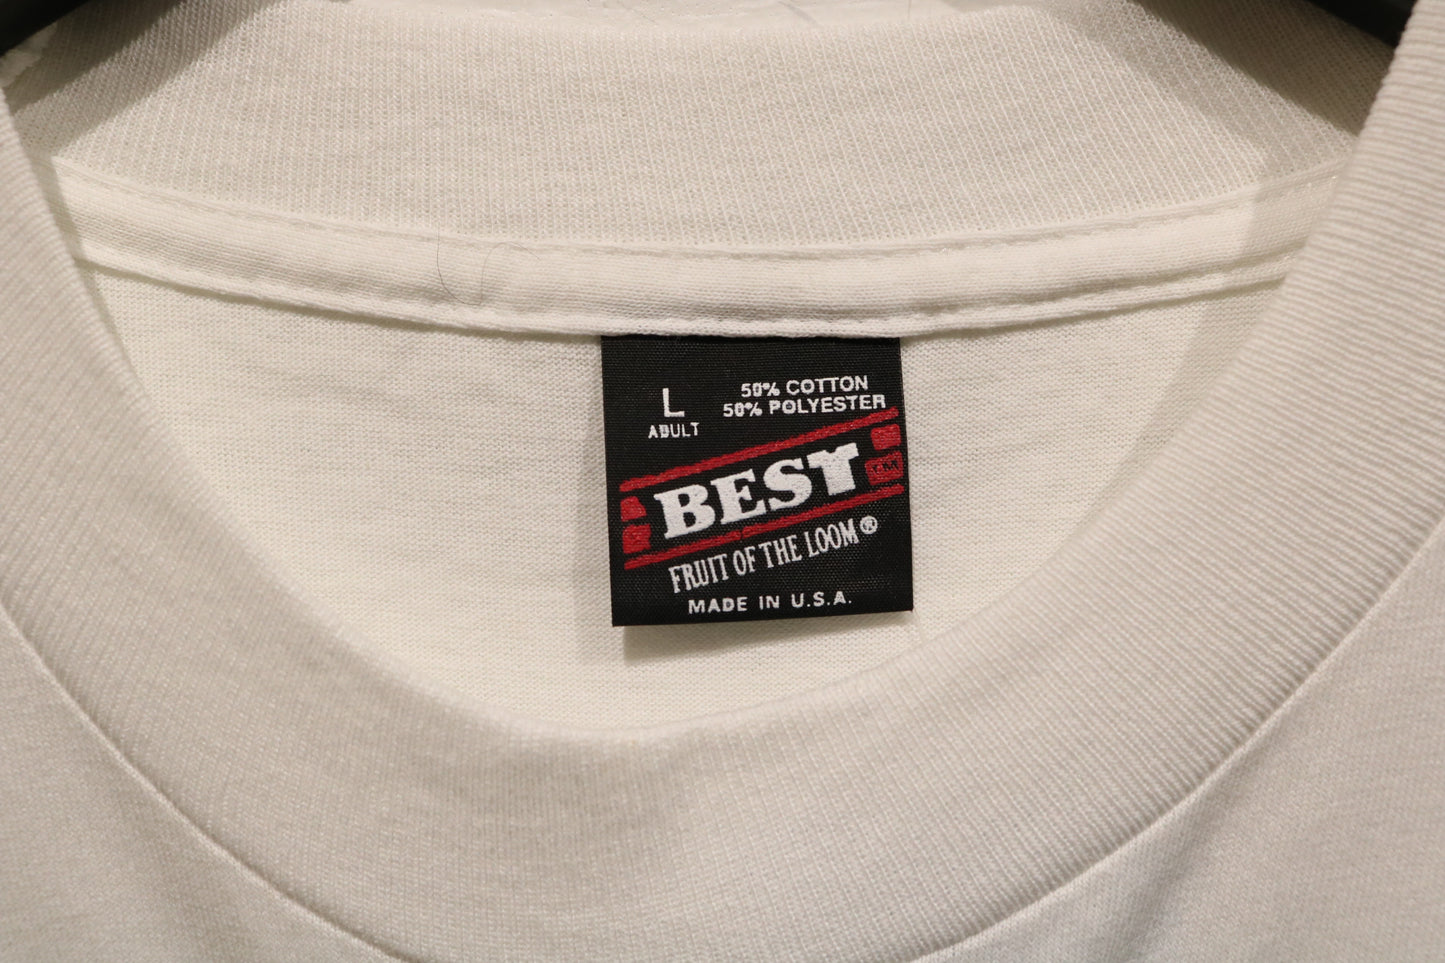 L
ADULT
50% COTTON
50% POLYESTER
BEST
FRUIT OF THE LOOM®
MADE IN U.S.A.